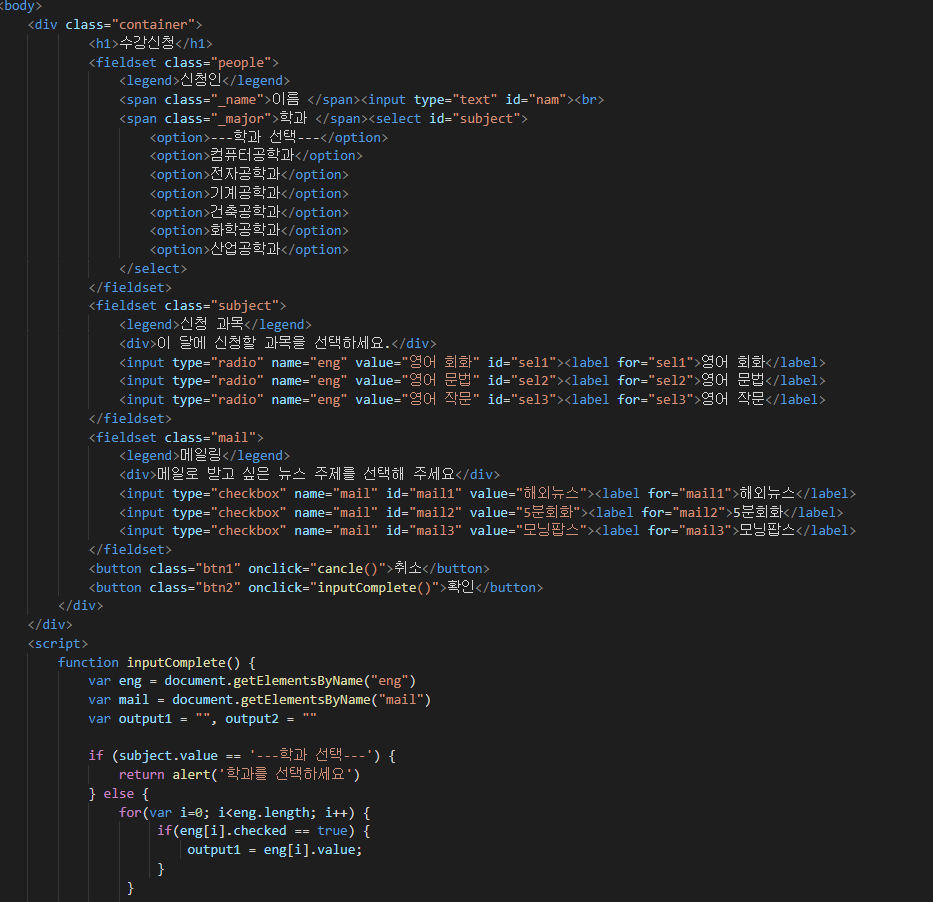 <body>
<div class="container">
<h1>수강신청</h1>
<fieldset class="people">
<legend>신청인</legend>
<span class="_name">이름 </span><input type="text" id="nam"><br>
<span class="_major">학과 </span><select id="subject">
<option>---학과 선택---</option>
<option>컴퓨터공학과</option>
<option>전자공학과</option>
<option>기계공학과</option>
<option>건축공학과</option>
<option>화학공학과</option>
<option>산업공학과</option>
</select>
</fieldset>
<fieldset class="subject">
<legend>신청 과목</legend>
<div>이 달에 신청할 과목을 선택하세요.</div>
<input type="radio" name="eng" value="영어 회화" id="sel1"><label for="sel1">영어 회화</label>
<input type="radio" name="eng" value="영어 문법" id="sel2"><label for="sel2">영어 문법</label>
<input type="radio" name="eng" value="영어 작문" id="sel3"><label for="sel3">영어 작문</label>
</fieldset>
<fieldset class="mail">
<legend>메일링</legend>
<div>메일로 받고 싶은 뉴스 주제를 선택해 주세요</div>
<input type="checkbox" name="mail" id="mail1" value="해외뉴스"><label for="mail1">해외뉴스</label>
<input type="checkbox" name="mail" id="mail2" value="5분회화"><label for="mail2">5분회화</label>
<input type="checkbox" name="mail" id="mail3" value="모닝팝스"><label for="mail3">모닝팝스</label>
</fieldset>
<button class="btn1" onclick="cancle()">취소</button>
<button class="btn2" onclick="inputComplete()">확인</button>
</div>
</div>
<script>
function inputComplete() {
var eng = document.getElementsByName("eng")
var mail = document.getElementsByName("mail")
var output1 = "", output2 = ""
if (subject.value == '---학과 선택---') {
return alert('학과를 선택하세요')
} else {
for(var i=0; i<eng.length; i++) {
if(eng[i].checked == true) {
output1 = eng[i].value;
}
}